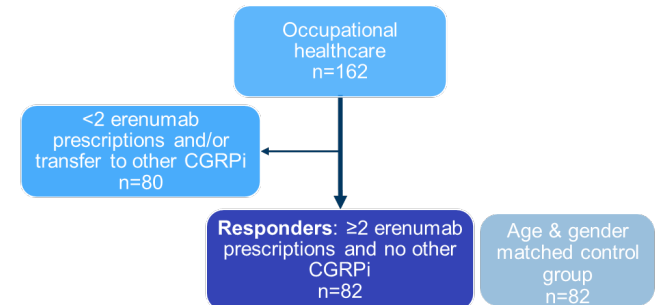 Occupational
healthcare
n=162
<2 erenumab
prescriptions and/or
transfer to other CGRPi
n=80
Responders: ≥2 erenumab
prescriptions and no other
CGRPi
n=82
Age & gender
matched control
group
n=82